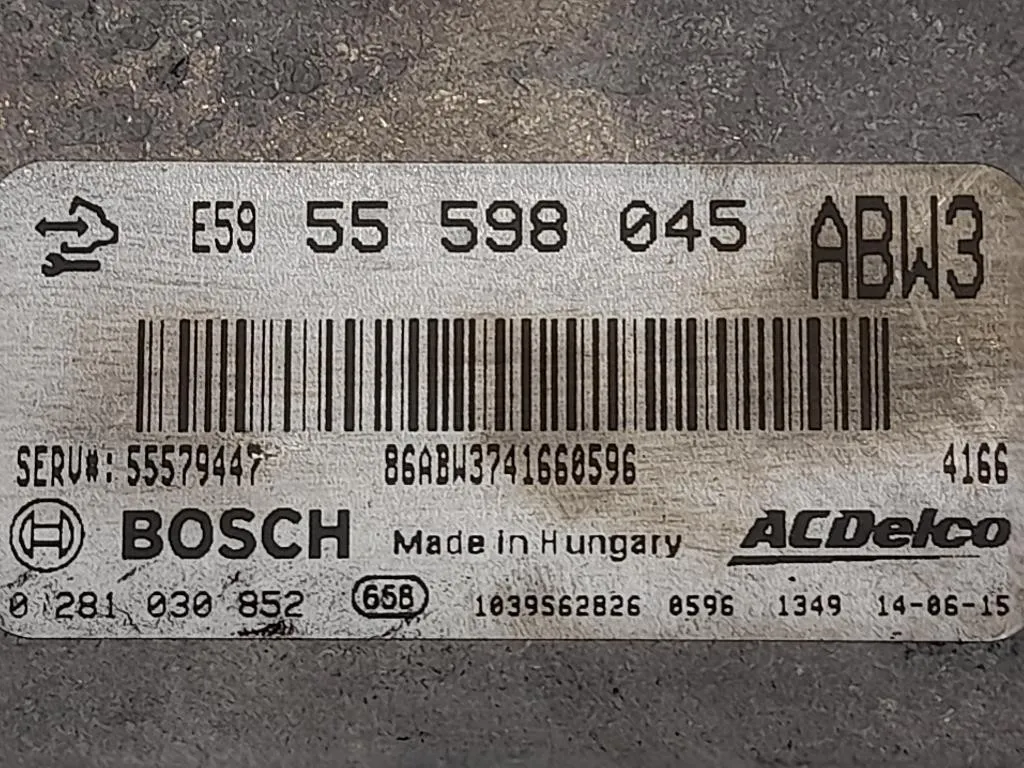 E59 55 598 045 ABW3
SERV#: 55579447 86ABW3741660596 4166
BOSCH Made in Hungary ACDelco
0 281 030 852 658 1039562826 0596 1349 14-06-15